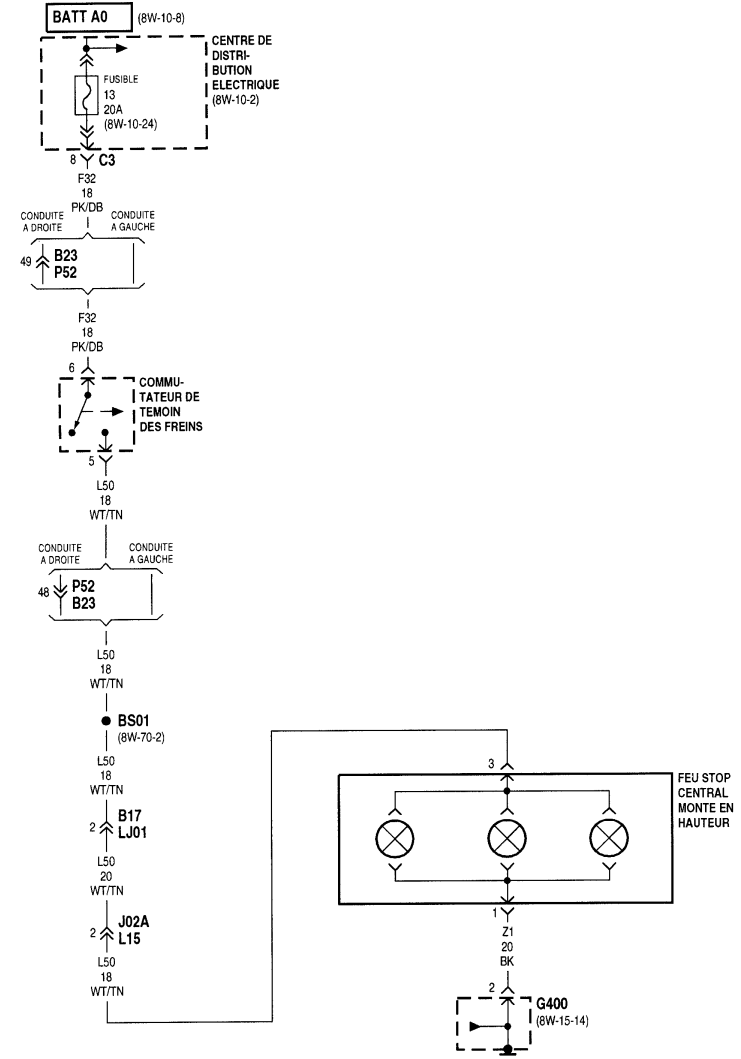 BATT A0
(8W-10-8)
CENTRE DE
DISTRI-
BUTION
ELECTRIQUE
(8W-10-2)
FUSIBLE
13
20A
(8W-10-24)
8
C3
F32
18
PK/DB
CONDUITE
A DROITE
CONDUITE
A GAUCHE
49
B23
P52
F32
18
PK/DB
6
COMMU-
TATEUR DE
TEMOIN
DES FREINS
5
L50
18
WT/TN
CONDUITE
A DROITE
CONDUITE
A GAUCHE
48
P52
B23
L50
18
WT/TN
BS01
(8W-70-2)
L50
18
WT/TN
2
B17
LJ01
L50
20
WT/TN
2
J02A
L15
L50
18
WT/TN
3
FEU STOP
CENTRAL
MONTE EN
HAUTEUR
1
Z1
20
BK
2
G400
(8W-15-14)